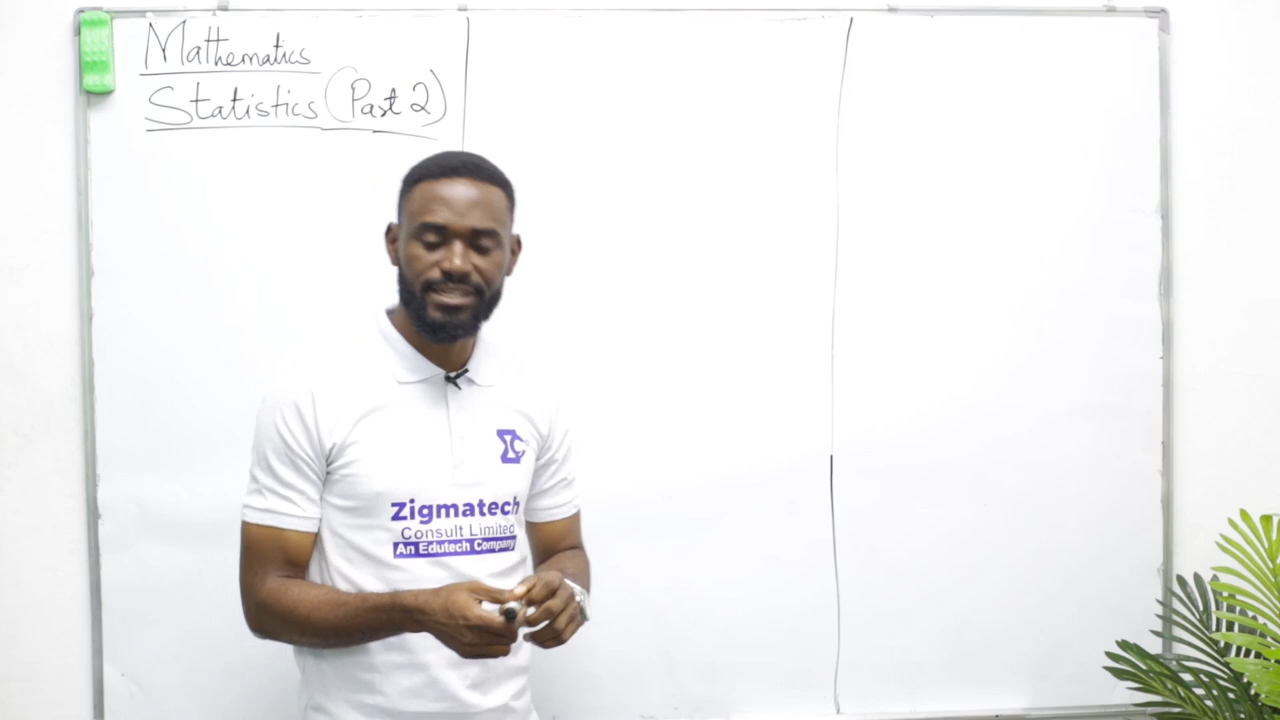 Mathematics
Statistics (Part 2)
Zigmatech
Consult Limited
An Edutech Company